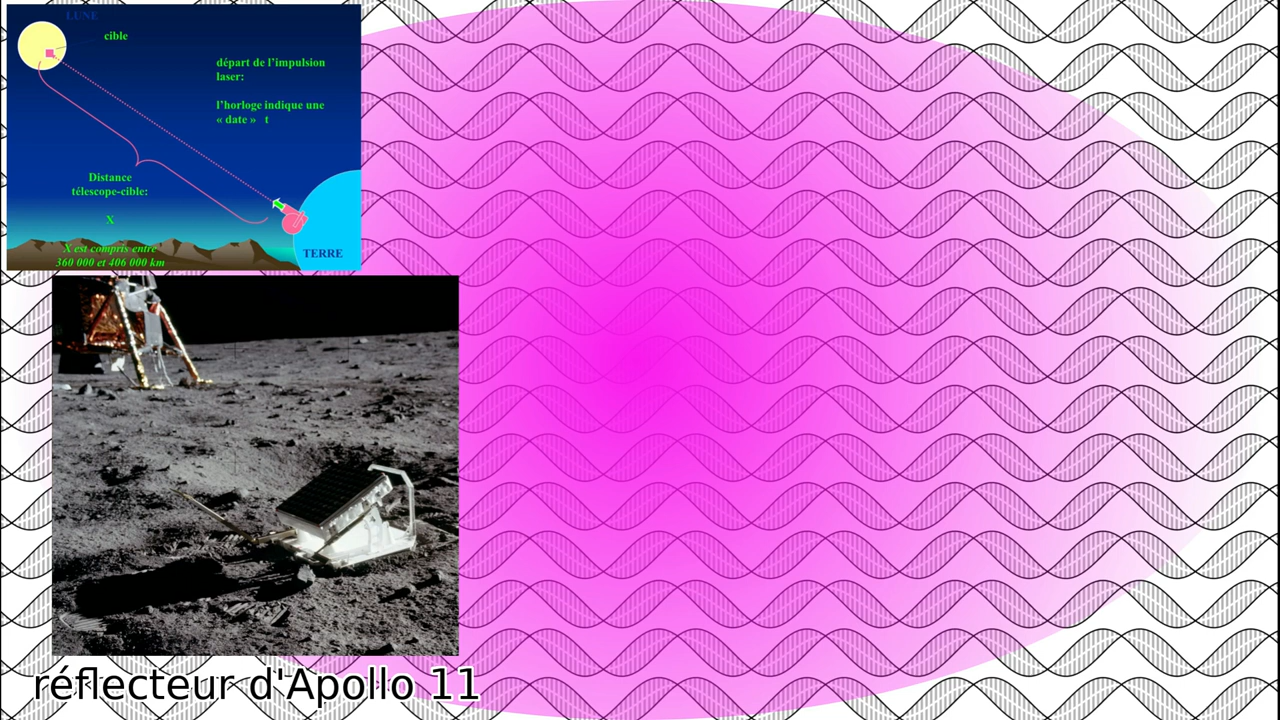 LUNE
cible
départ de l’impulsion
laser:
l’horloge indique une
« date »   t
Distance
télescope-cible:
X
X est compris entre
360 000 et 406 000 km
TERRE
réflecteur d'Apollo 11